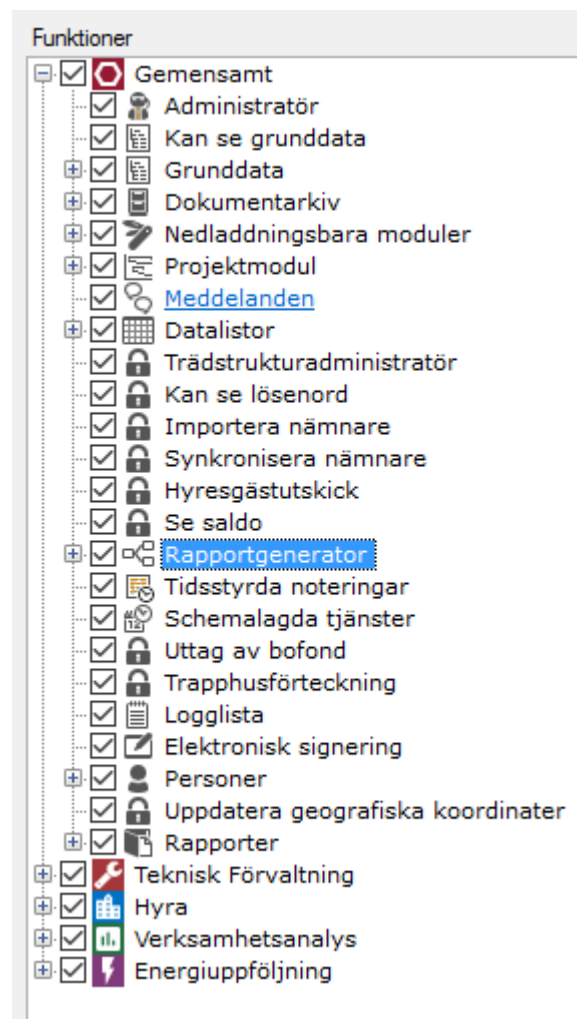 Funktioner
Gemensamt
Administratör
Kan se grunddata
Grunddata
Dokumentarkiv
Nedladdningsbara moduler
Projektmodul
Meddelanden
Datalistor
Trädstrukturadministratör
Kan se lösenord
Importera nämnare
Synkronisera nämnare
Hyresgästutskick
Se saldo
Rapportgenerator
Tidsstyrda noteringar
Schemalagda tjänster
Uttag av bofond
Trapphusförteckning
Logglista
Elektronisk signering
Personer
Uppdatera geografiska koordinater
Rapporter
Teknisk Förvaltning
Hyra
Verksamhetsanalys
Energiuppföljning